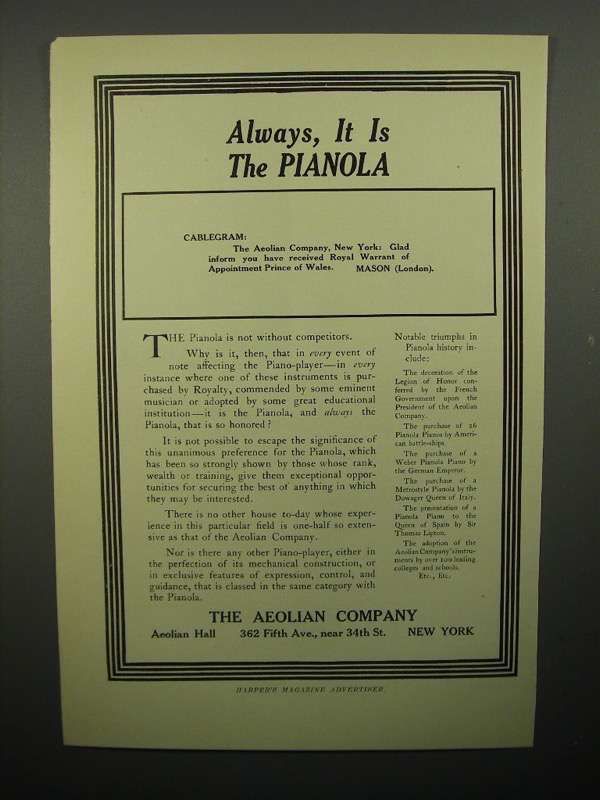 Always, It Is
The PIANOLA
CABLEGRAM:
The Aeolian Company, New York: Glad
inform you have received Royal Warrant of
Appointment Prince of Wales. MASON (London).
THE Pianola is not without competitors.
Why is it, then, that in every event of
note affecting the Piano-player—in every
instance where one of these instruments is pur-
chased by Royalty, commended by some eminent
musician or adopted by some great educational
institution—it is the Pianola, and always the
Pianola, that is so honored?
It is not possible to escape the significance of
this unanimous preference for the Pianola, which
has been so strongly shown by those whose rank,
wealth or training, give them exceptional oppor-
tunities for securing the best of anything in which
they may be interested.
There is no other house to-day whose exper-
ience in this particular field is one-half so exten-
sive as that of the Aeolian Company.
Nor is there any other Piano-player, either in
the perfection of its mechanical construction, or
in exclusive features of expression, control, and
guidance, that is classed in the same category with
the Pianola.
Notable triumphs in
Pianola history in-
clude:
The decoration of the
Legion of Honor con-
ferred by the French
Government upon the
President of the Aeolian
Company.
The purchase of 26
Pianola Pianos by Ameri-
can battle-ships.
The purchase of a
Weber Pianola Piano by
the German Emperor.
The purchase of a
Metrostyle Pianola by the
Dowager Queen of Italy.
The presentation of a
Pianola Piano to the
Queen of Spain by Sir
Thomas Lipton.
The adoption of the
Aeolian Company's instru-
ments by over 100 leading
colleges and schools.
Etc., Etc.
THE AEOLIAN COMPANY
Aeolian Hall 362 Fifth Ave., near 34th St. NEW YORK
HARPER'S MAGAZINE ADVERTISER.